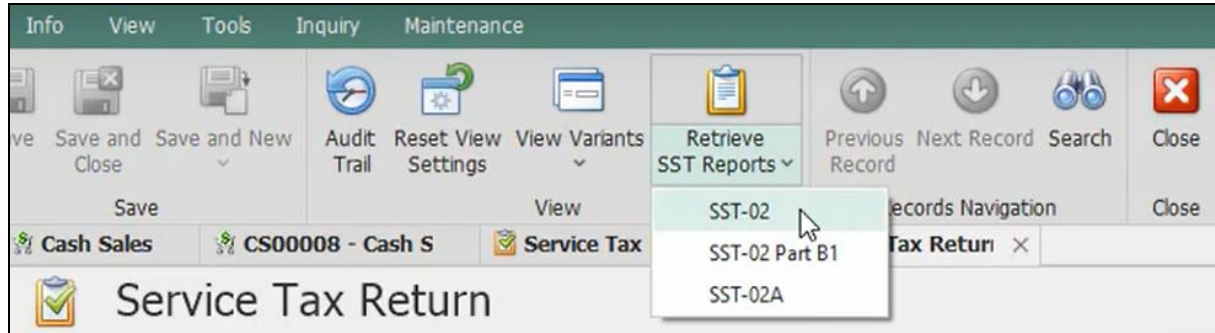 Info View Tools Inquiry Maintenance
ve Save and Save and New Audit Reset View View Variants Retrieve Previous Next Record Search Close
Close Trail Settings SST Reports Record
Save View Records Navigation Close
SST-02
Cash Sales CS00008 - Cash S Service Tax Tax Return
SST-02 Part B1
SST-02A
Service Tax Return